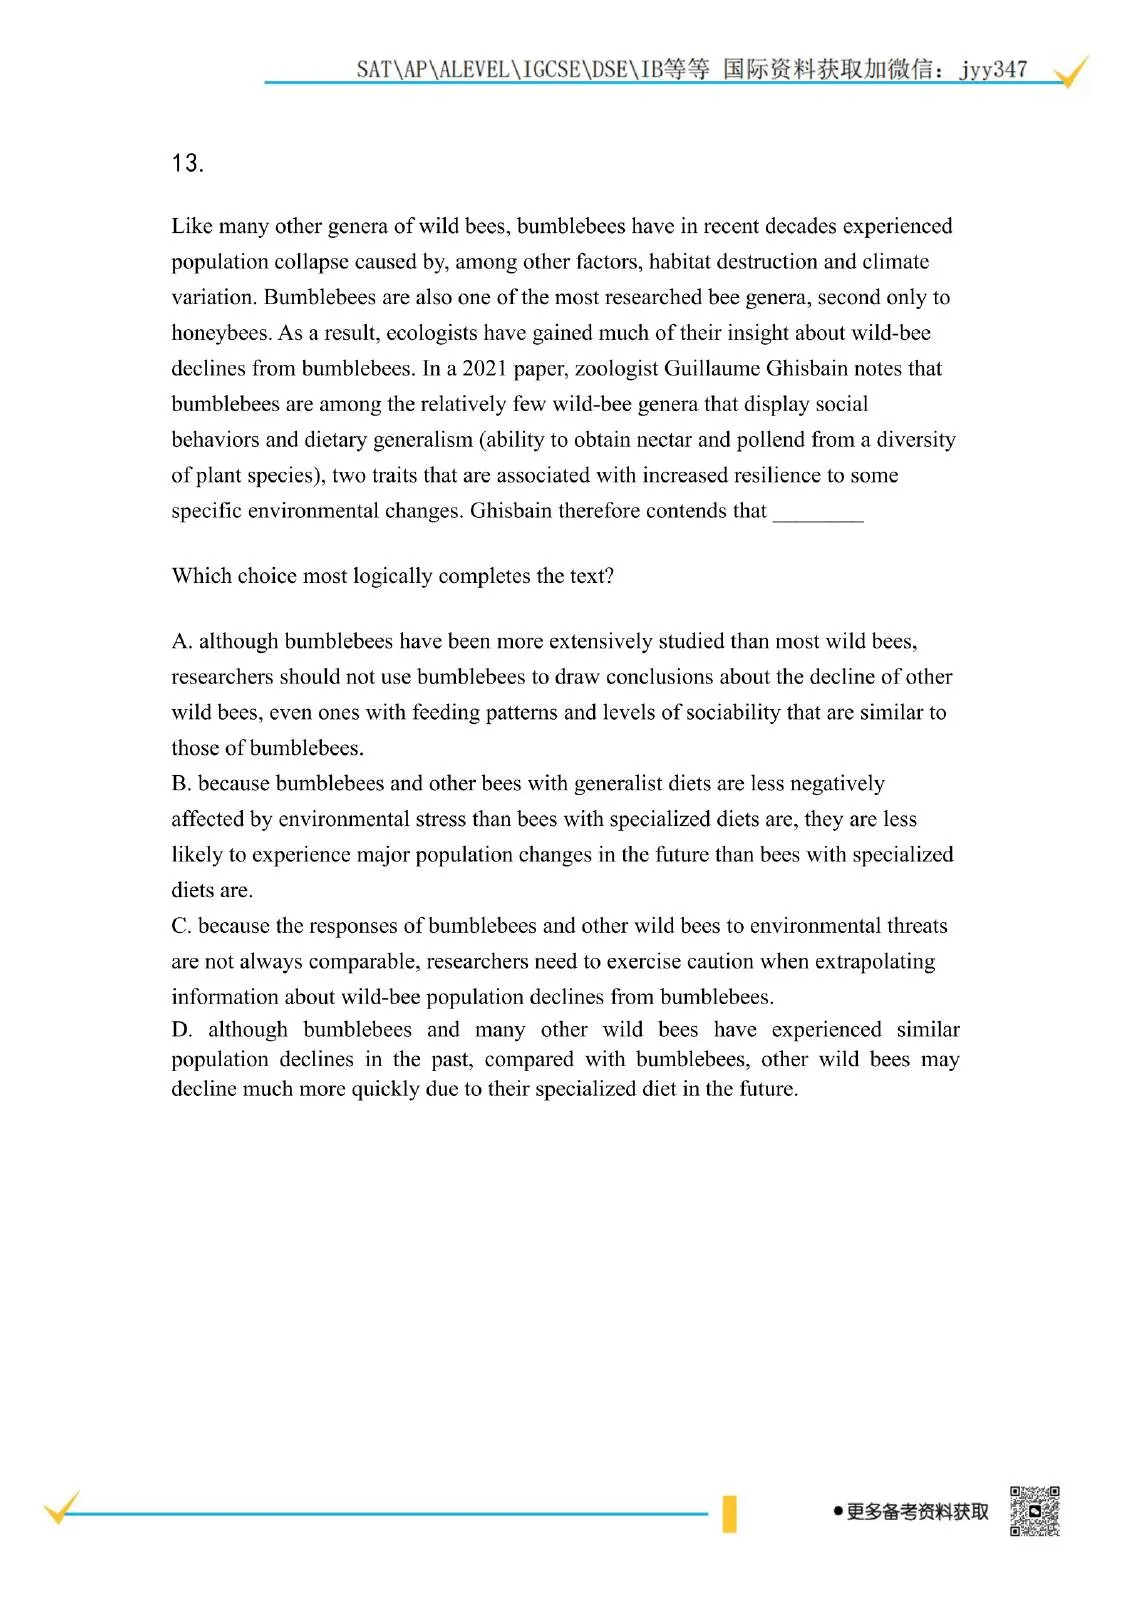 SAT\AP\ALEVEL\IGCSE\DSE\IB等等 国际资料获取加微信：jyy347
13.
Like many other genera of wild bees, bumblebees have in recent decades experienced
population collapse caused by, among other factors, habitat destruction and climate
variation. Bumblebees are also one of the most researched bee genera, second only to
honeybees. As a result, ecologists have gained much of their insight about wild-bee
declines from bumblebees. In a 2021 paper, zoologist Guillaume Ghisbain notes that
bumblebees are among the relatively few wild-bee genera that display social
behaviors and dietary generalism (ability to obtain nectar and pollend from a diversity
of plant species), two traits that are associated with increased resilience to some
specific environmental changes. Ghisbain therefore contends that ________
Which choice most logically completes the text?
A. although bumblebees have been more extensively studied than most wild bees,
researchers should not use bumblebees to draw conclusions about the decline of other
wild bees, even ones with feeding patterns and levels of sociability that are similar to
those of bumblebees.
B. because bumblebees and other bees with generalist diets are less negatively
affected by environmental stress than bees with specialized diets are, they are less
likely to experience major population changes in the future than bees with specialized
diets are.
C. because the responses of bumblebees and other wild bees to environmental threats
are not always comparable, researchers need to exercise caution when extrapolating
information about wild-bee population declines from bumblebees.
D. although bumblebees and many other wild bees have experienced similar
population declines in the past, compared with bumblebees, other wild bees may
decline much more quickly due to their specialized diet in the future.
●更多备考资料获取